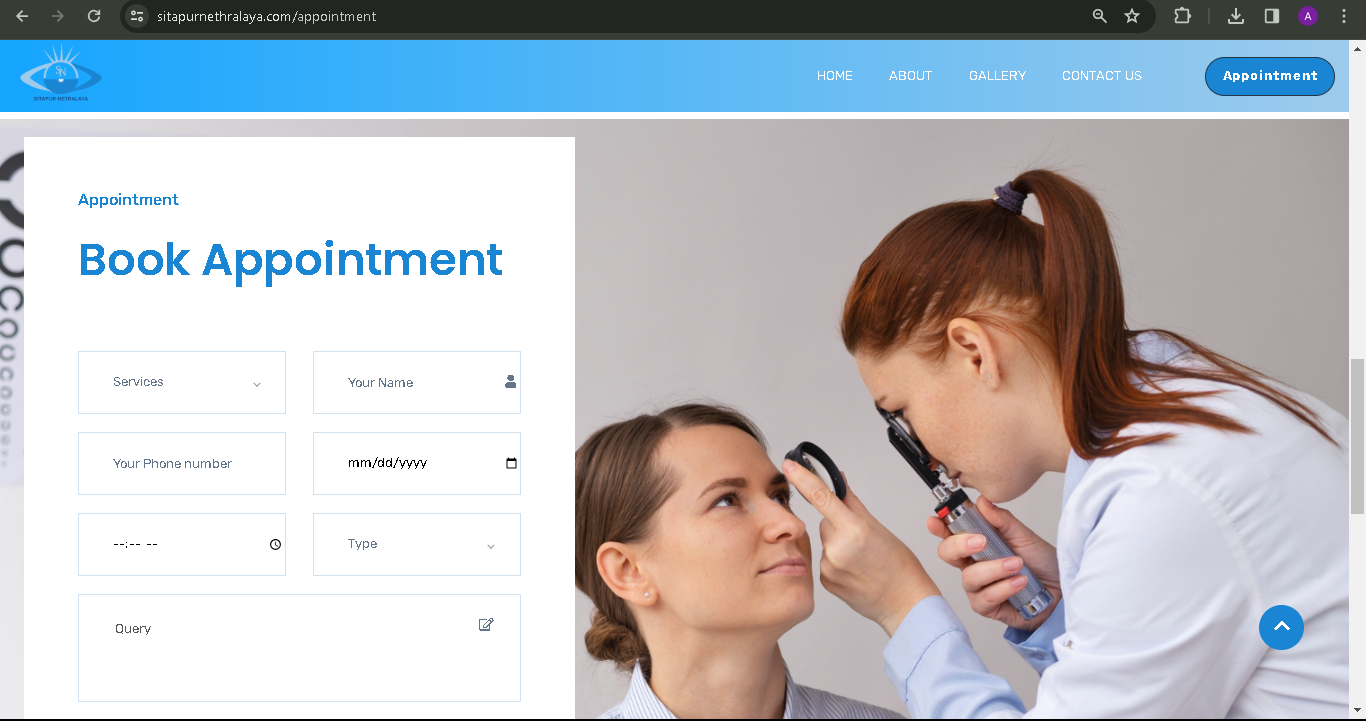 sitapurnethralaya.com/appointment
A
SN
SITAPUR NETRALAYA
HOME
ABOUT
GALLERY
CONTACT US
Appointment
Appointment
Book Appointment
Services
Your Name
Your Phone number
mm/dd/yyyy
--:-- --
Type
Query